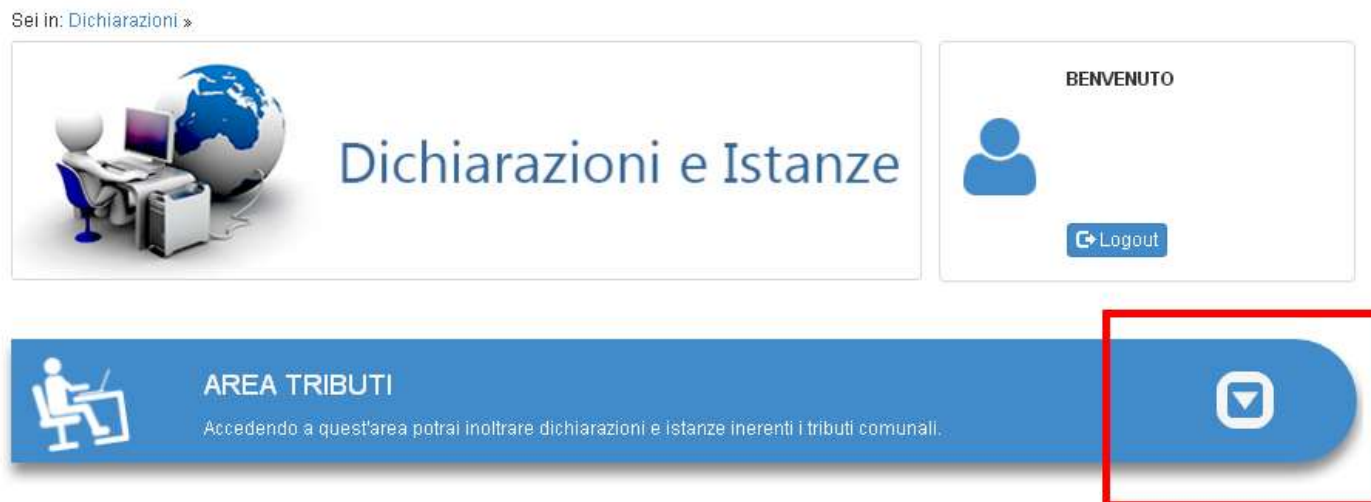 Sei in: Dichiarazioni »
Dichiarazioni e Istanze
BENVENUTO
Logout
AREA TRIBUTI
Accedendo a quest'area potrai inoltrare dichiarazioni e istanze inerenti i tributi comunali.